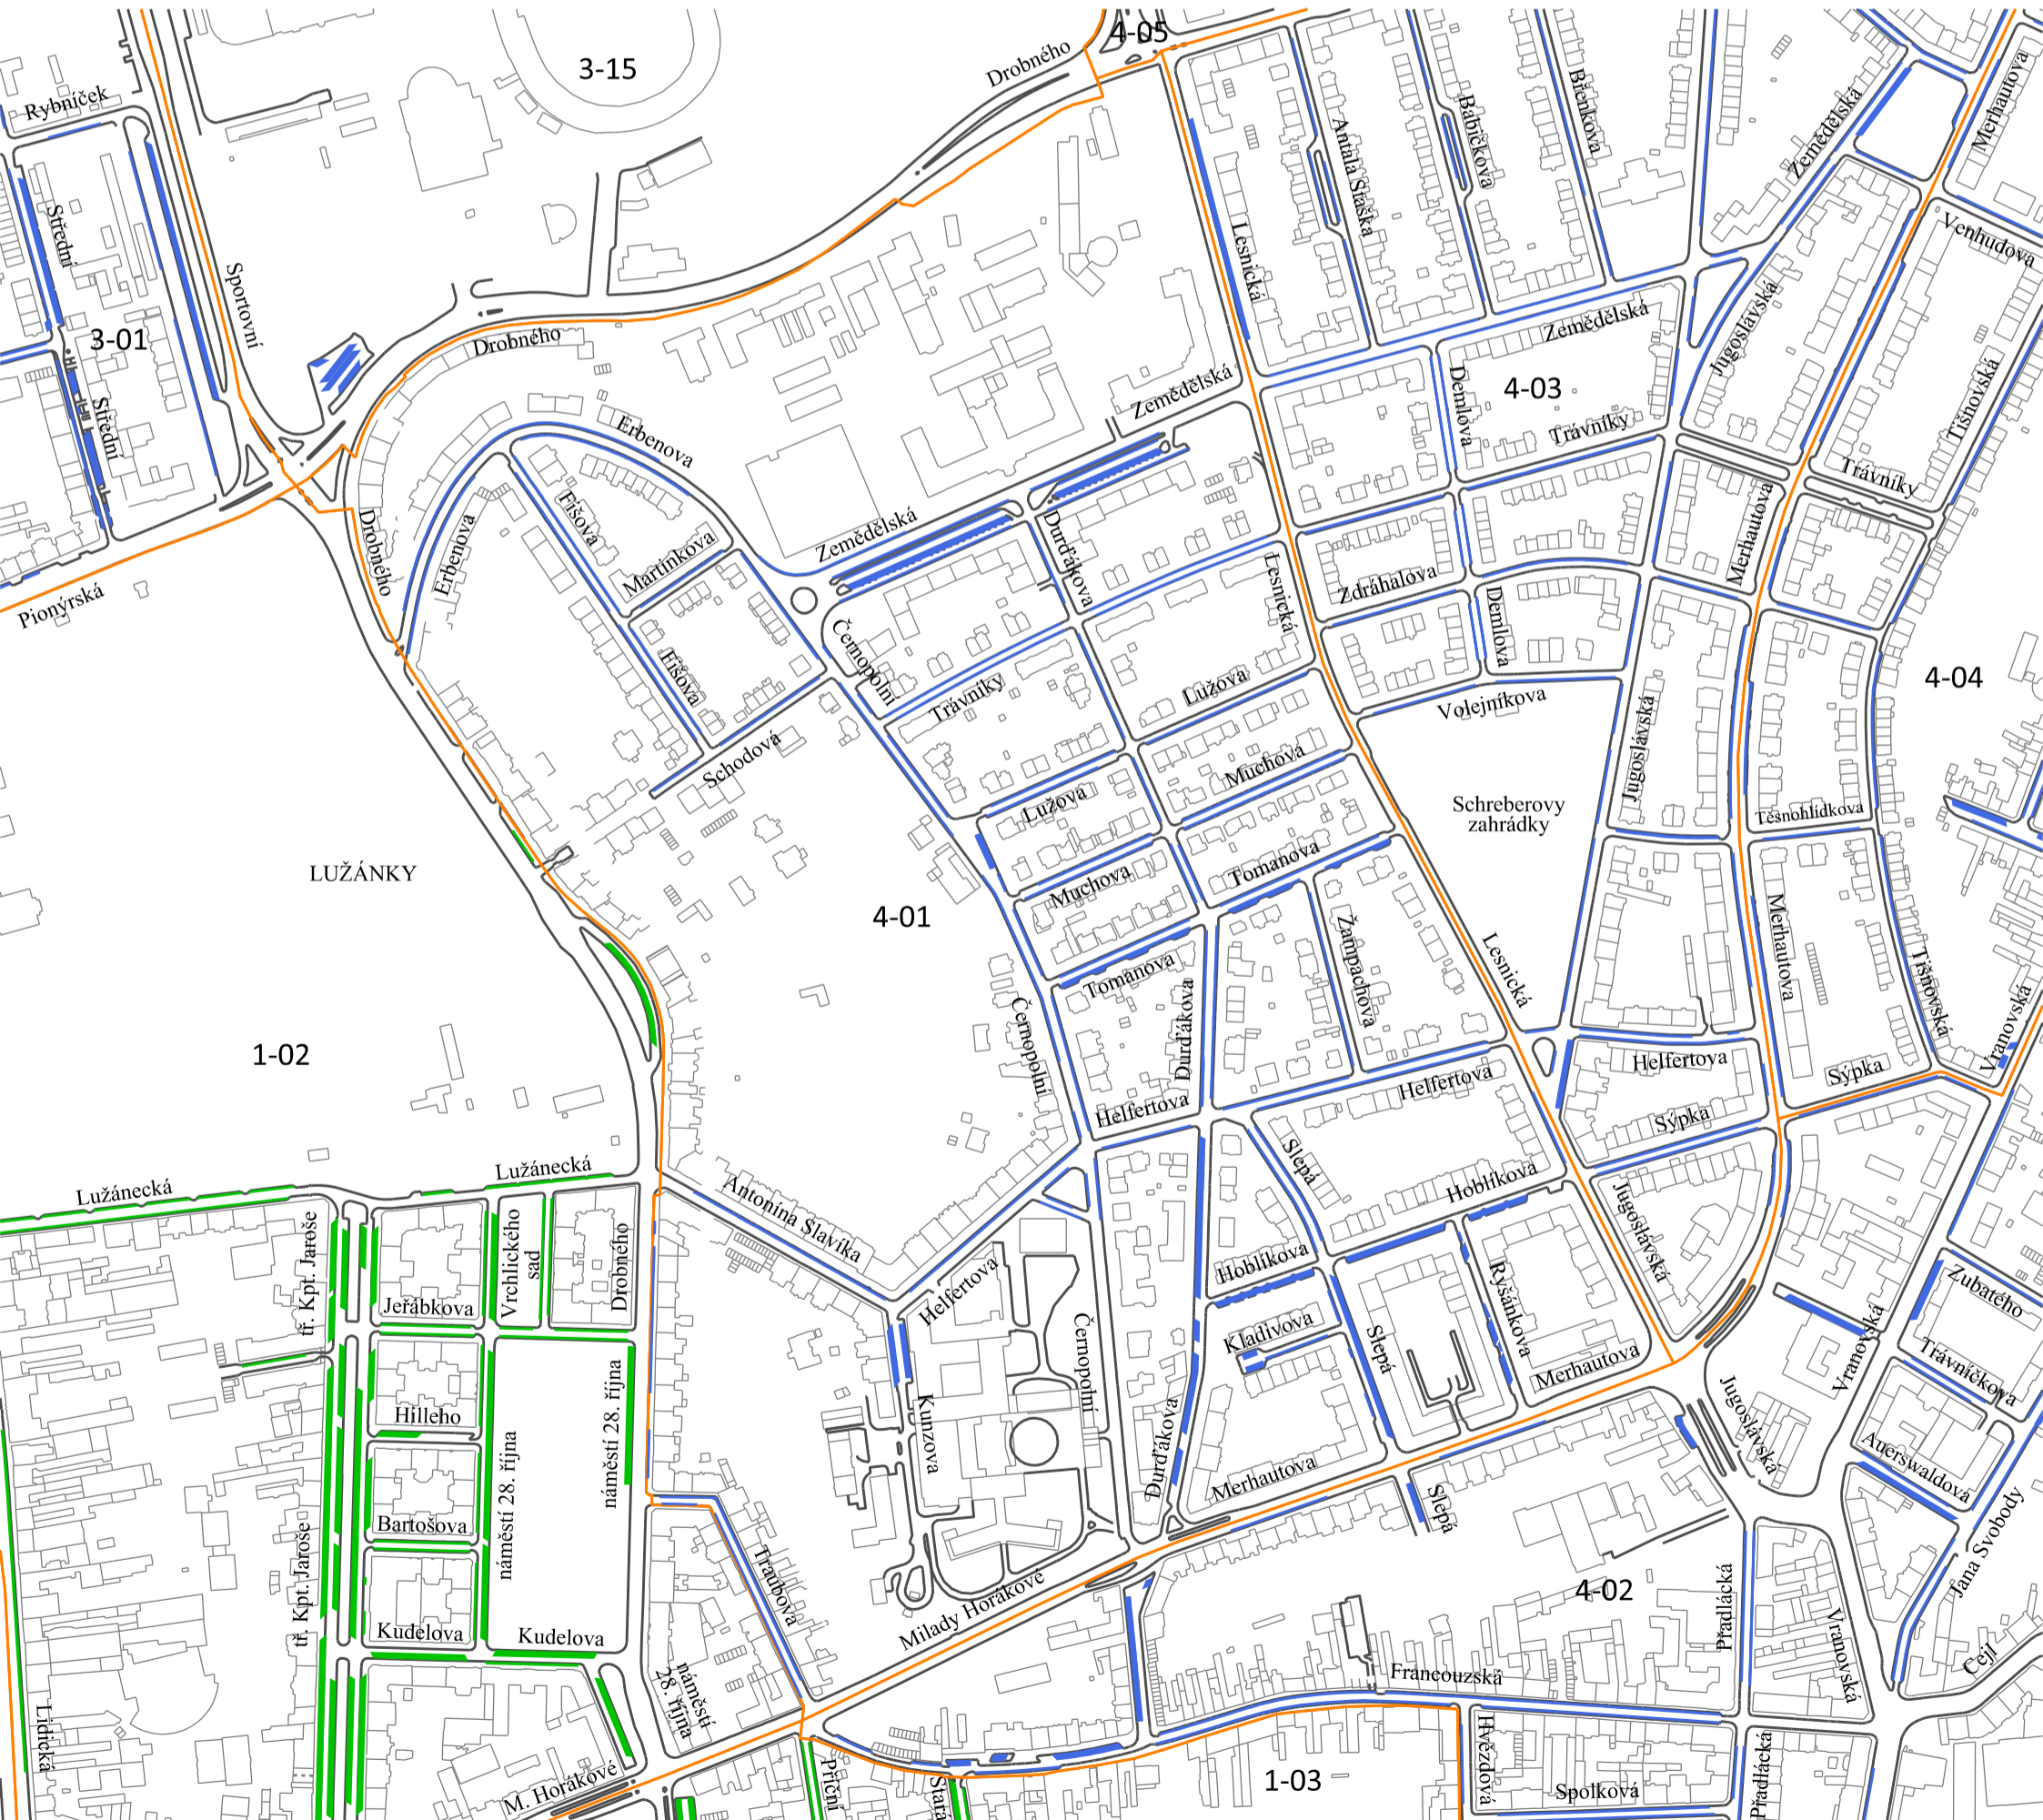 4-05
Drobného
3-15
Rybníček
Merhautova
Břenkova
Babičkova
Zemědělská
Antala Staška
Střední
Lesnická
Venhudova
Sportovní
3-01
Drobného
Zemědělská
Jugoslávská
Střední
Zemědělská
Demlova
4-03
Tišnovská
Erbenova
Trávníky
Trávníky
Fišova
Zemědělská
Merhautova
Drobného
Erbenova
Martinkova
Durďákova
Pionýrská
Lesnická
Zdráhalova
Demlova
Černopolní
Fišova
Trávníky
Lužova
Volejníkova
4-04
Schodová
Jugoslávská
Muchova
Lužova
Schreberovy
zahrádky
Těsnohlídkova
LUŽÁNKY
Muchova
Tomanova
4-01
Žampachova
Merhautova
Lesnická
Tomanova
Tišnovská
Durďákova
Černopolní
Vranovská
1-02
Helfertova
Helfertova
Sýpka
Helfertova
Sýpka
Lužánecká
Lužánecká
Slepá
Hoblíkova
Antonína Slavíka
Jugoslávská
tř. Kpt. Jaroše
Vrchlického
sad
Drobného
Hoblíkova
Helfertova
Ryšánkova
Zubatého
Jeřábkova
Kladivova
Slepá
Černopolní
Vranovská
Merhautova
Trávníčkova
Hilleho
náměstí 28. října
Kunzova
Durďákova
Jugoslávská
Auerswaldova
Merhautova
Slepá
náměstí 28. října
Bartošova
tř. Kpt. Jaroše
Traubova
Jana Svobody
Milady Horákové
4-02
Přadlácká
Vranovská
Kudelova
Kudelova
náměstí
28. října
Francouzská
Cejl
Lidická
M. Horákové
Příční
Stará
1-03
Hvězdová
Spolková
Přadlácká